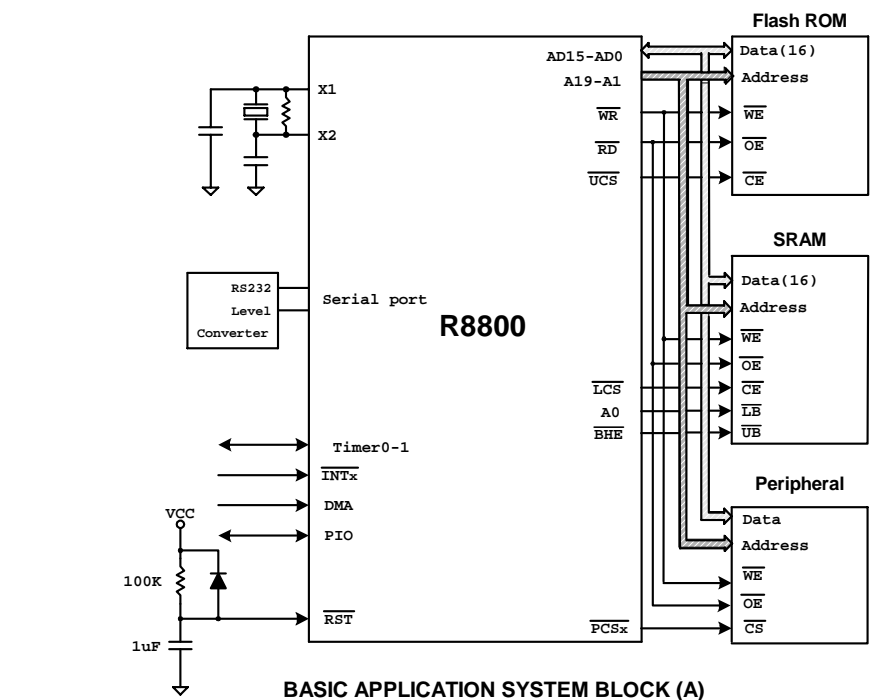 Flash ROM
AD15-AD0
Data(16)
A19-A1
Address
X1
WR
WE
X2
RD
OE
UCS
CE
SRAM
Data(16)
RS232
Level
Converter
Serial port
Address
R8800
WE
OE
LCS
CE
A0
LB
BHE
UB
Timer0-1
INTx
Peripheral
DMA
VCC
Data
PIO
Address
100K
WE
OE
RST
PCSx
CS
1uF
BASIC APPLICATION SYSTEM BLOCK (A)